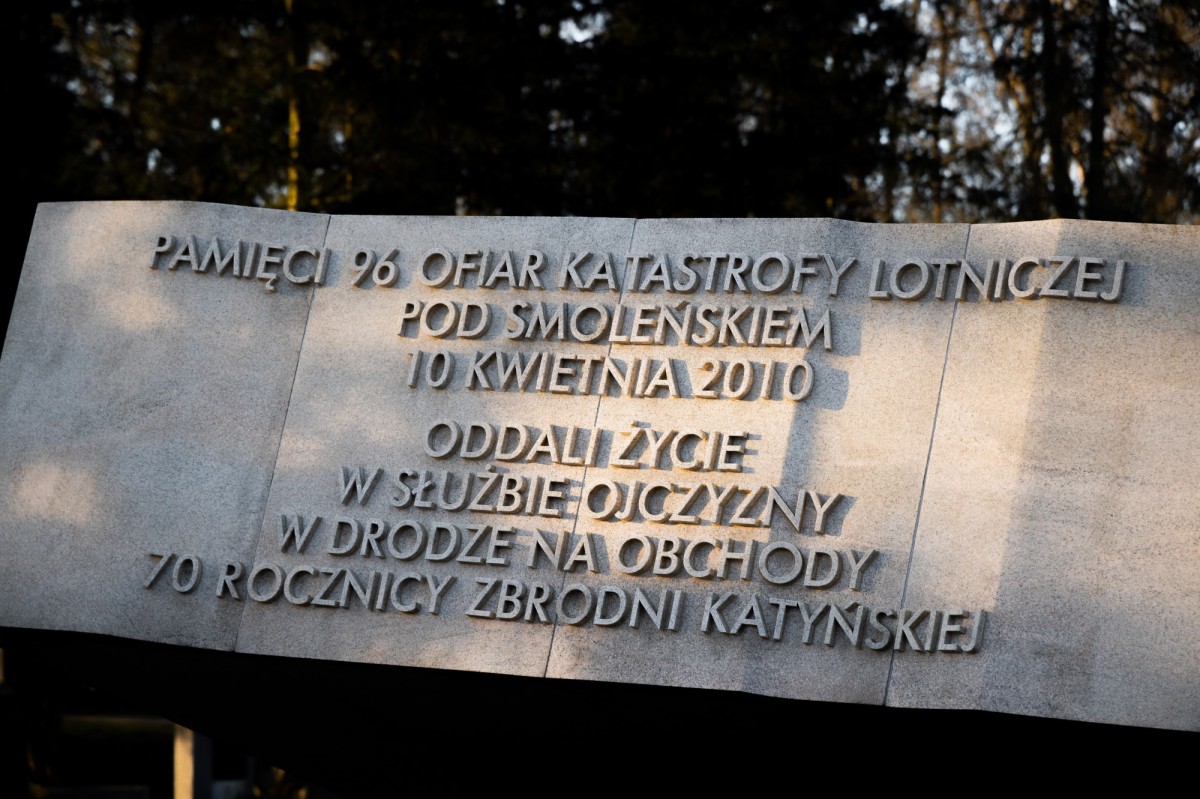 PAMIĘCI 96 OFIAR KATASTROFY LOTNICZEJ
POD SMOLEŃSKIEM
10 KWIETNIA 2010
ODDALI ŻYCIE
W SŁUŻBIE OJCZYZNY
W DRODZE NA OBCHODY
70 ROCZNICY ZBRODNI KATYŃSKIEJ